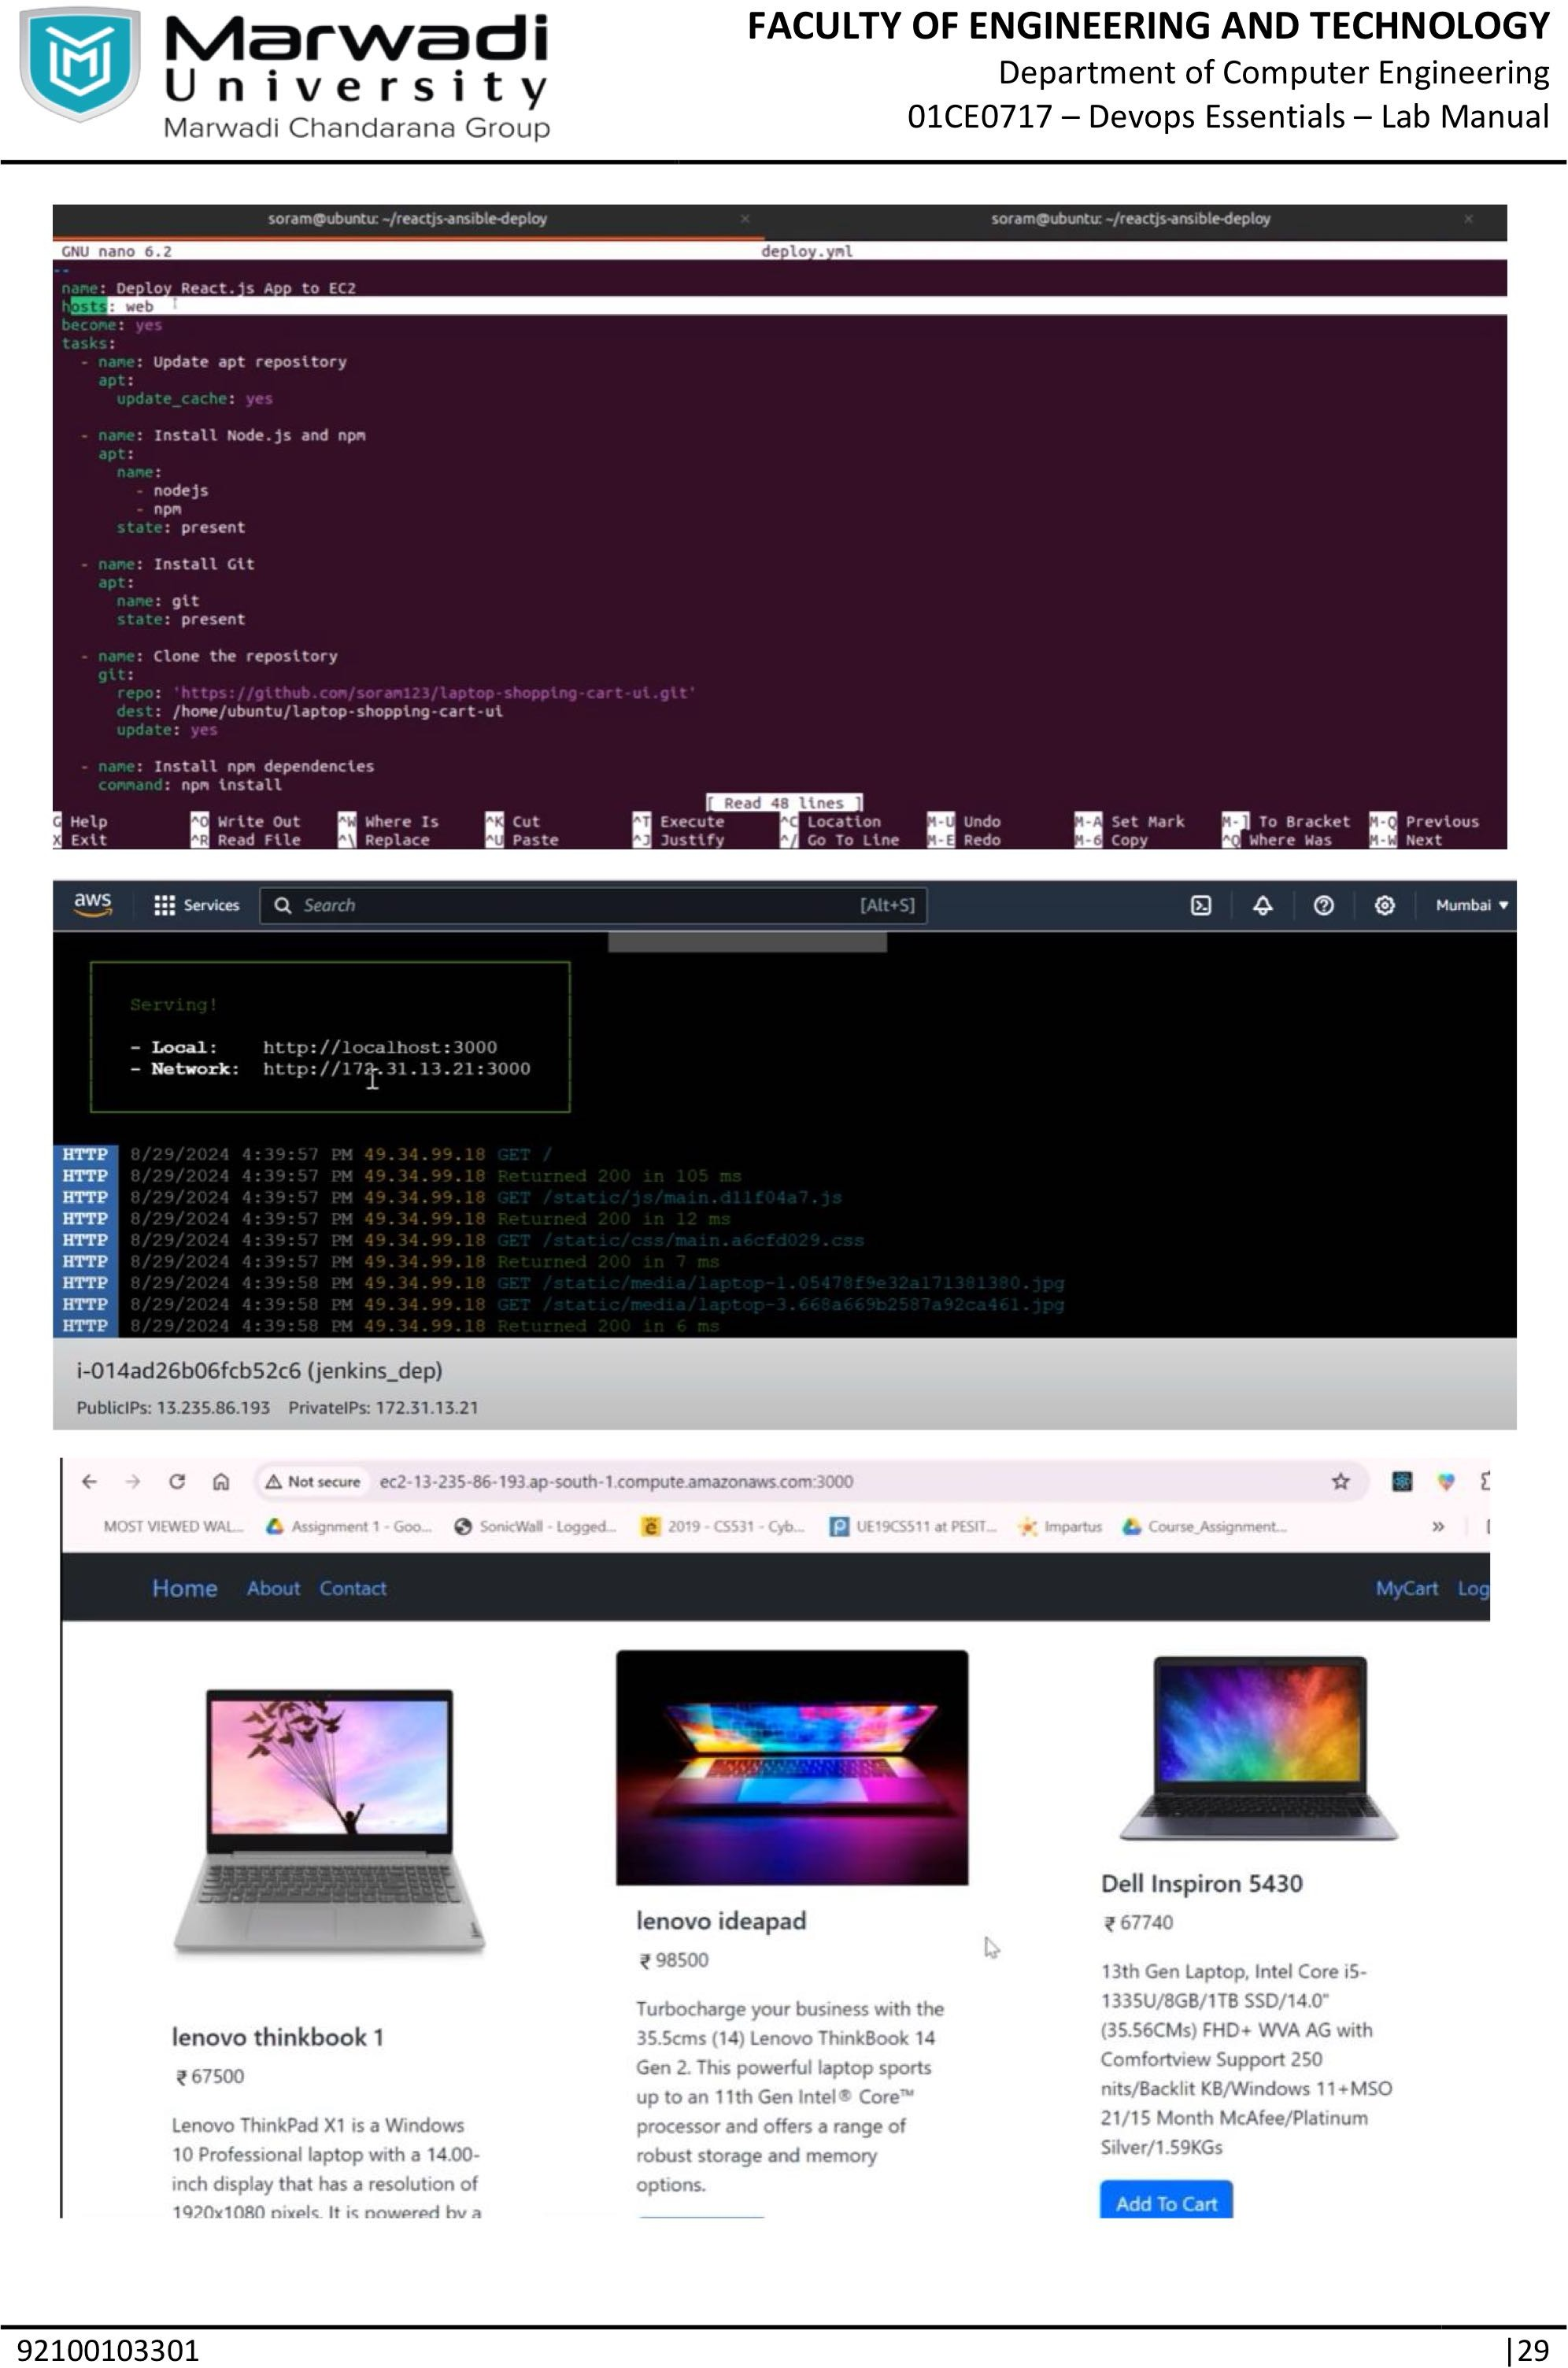 Marwadi
University
Marwadi Chandarana Group
FACULTY OF ENGINEERING AND TECHNOLOGY
Department of Computer Engineering
01CE0717 – Devops Essentials – Lab Manual
soram@ubuntu: ~/reactjs-ansible-deploy × soram@ubuntu: ~/reactjs-ansible-deploy ×
GNU nano 6.2 deploy.yml
--
name: Deploy React.js App to EC2
hosts: web
become: yes
tasks:
- name: Update apt repository
apt:
update_cache: yes
- name: Install Node.js and npm
apt:
name:
- nodejs
- npm
state: present
- name: Install Git
apt:
name: git
state: present
- name: Clone the repository
git:
repo: 'https://github.com/soram123/laptop-shopping-cart-ui.git'
dest: /home/ubuntu/laptop-shopping-cart-ui
update: yes
- name: Install npm dependencies
command: npm install
[ Read 48 lines ]
G Help ^O Write Out ^W Where Is ^K Cut ^T Execute ^C Location M-U Undo M-A Set Mark M-] To Bracket M-Q Previous
X Exit ^R Read File ^\ Replace ^U Paste ^J Justify ^/ Go To Line M-E Redo M-6 Copy ^Q Where Was M-W Next
aws Services Search [Alt+S] Mumbai
Serving!
– Local: http://localhost:3000
– Network: http://172.31.13.21:3000
HTTP 8/29/2024 4:39:57 PM 49.34.99.18 GET /
HTTP 8/29/2024 4:39:57 PM 49.34.99.18 Returned 200 in 105 ms
HTTP 8/29/2024 4:39:57 PM 49.34.99.18 GET /static/js/main.d11f04a7.js
HTTP 8/29/2024 4:39:57 PM 49.34.99.18 Returned 200 in 12 ms
HTTP 8/29/2024 4:39:57 PM 49.34.99.18 GET /static/css/main.a6cfd029.css
HTTP 8/29/2024 4:39:57 PM 49.34.99.18 Returned 200 in 7 ms
HTTP 8/29/2024 4:39:58 PM 49.34.99.18 GET /static/media/laptop-1.05478f9e32a171381380.jpg
HTTP 8/29/2024 4:39:58 PM 49.34.99.18 GET /static/media/laptop-3.668a669b2587a92ca461.jpg
HTTP 8/29/2024 4:39:58 PM 49.34.99.18 Returned 200 in 6 ms
i-014ad26b06fcb52c6 (jenkins_dep)
PublicIPs: 13.235.86.193 PrivateIPs: 172.31.13.21
Not secure ec2-13-235-86-193.ap-south-1.compute.amazonaws.com:3000
MOST VIEWED WAL... Assignment 1 - Goo... SonicWall - Logged... 2019 - CS531 - Cyb... UE19CS511 at PESIT... Impartus Course_Assignment... »
Home About Contact MyCart Log
lenovo thinkbook 1
₹ 67500
Lenovo ThinkPad X1 is a Windows
10 Professional laptop with a 14.00-
inch display that has a resolution of
1920x1080 pixels. It is powered by a
lenovo ideapad
₹ 98500
Turbocharge your business with the
35.5cms (14) Lenovo ThinkBook 14
Gen 2. This powerful laptop sports
up to an 11th Gen Intel® Core™
processor and offers a range of
robust storage and memory
options.
Dell Inspiron 5430
₹ 67740
13th Gen Laptop, Intel Core i5-
1335U/8GB/1TB SSD/14.0"
(35.56CMs) FHD+ WVA AG with
Comfortview Support 250
nits/Backlit KB/Windows 11+MSO
21/15 Month McAfee/Platinum
Silver/1.59KGs
Add To Cart
92100103301 |29